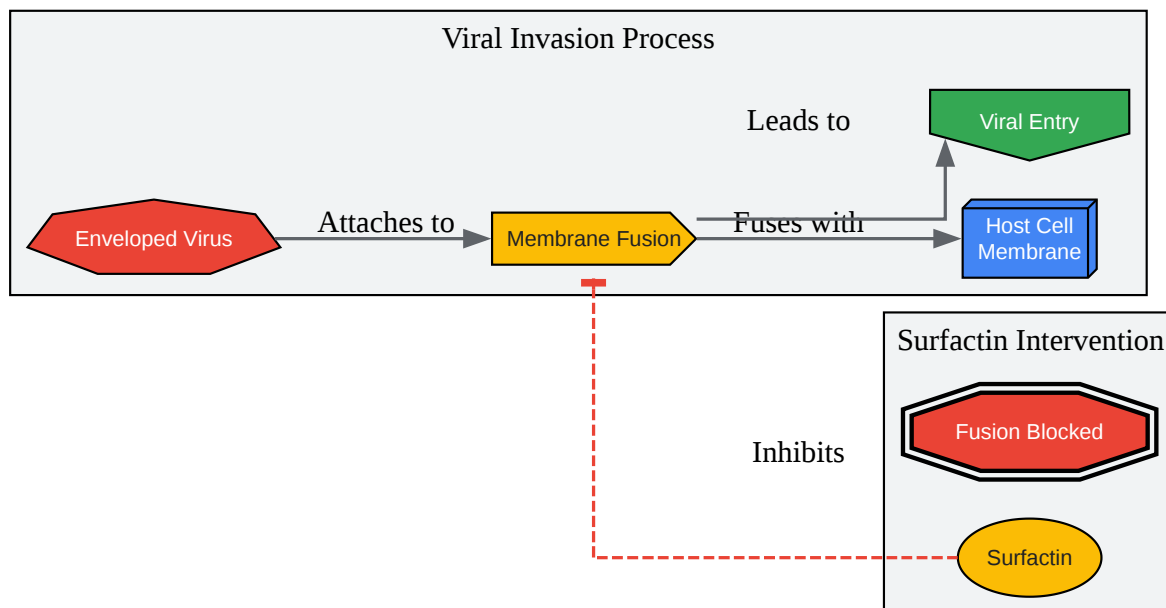 Viral Invasion Process
Leads to
Viral Entry
Enveloped Virus
Attaches to
Membrane Fusion
Fuses with
Host Cell
Membrane
Surfactin Intervention
Fusion Blocked
Inhibits
Surfactin